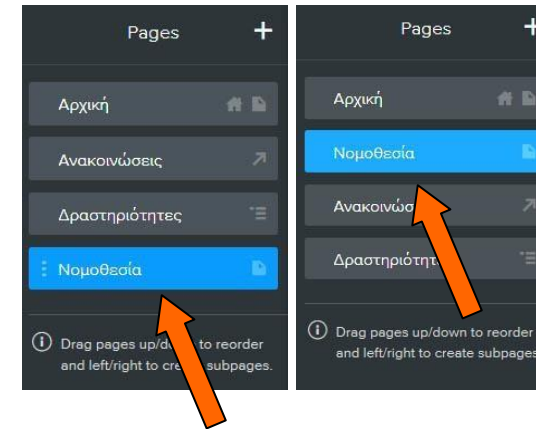 Pages +
Αρχική
Ανακοινώσεις
Δραστηριότητες
Νομοθεσία
Drag pages up/ to reorder
and left/right to subpages.
Pages +
Αρχική
Νομοθεσία
Δραστηριότητ
Drag pages up/down to reorder
and left/right to create subpages